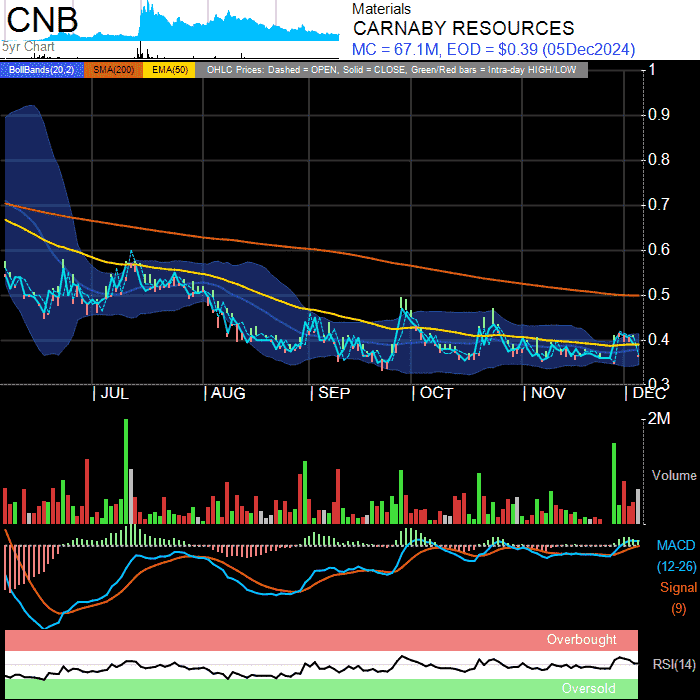 CNB
5yr Chart
Materials
CARNABY RESOURCES
MC = 67.1M, EOD = $0.39 (05Dec2024)
BollBands(20,2) SMA(200) EMA(50) OHLC Prices: Dashed = OPEN, Solid = CLOSE, Green/Red bars = Intra-day HIGH/LOW
1
0.9
0.8
0.7
0.6
0.5
0.4
0.3
| JUL | AUG | SEP | OCT | NOV | DEC
2M
Volume
MACD
(12-26)
Signal
(9)
Overbought
RSI(14)
Oversold